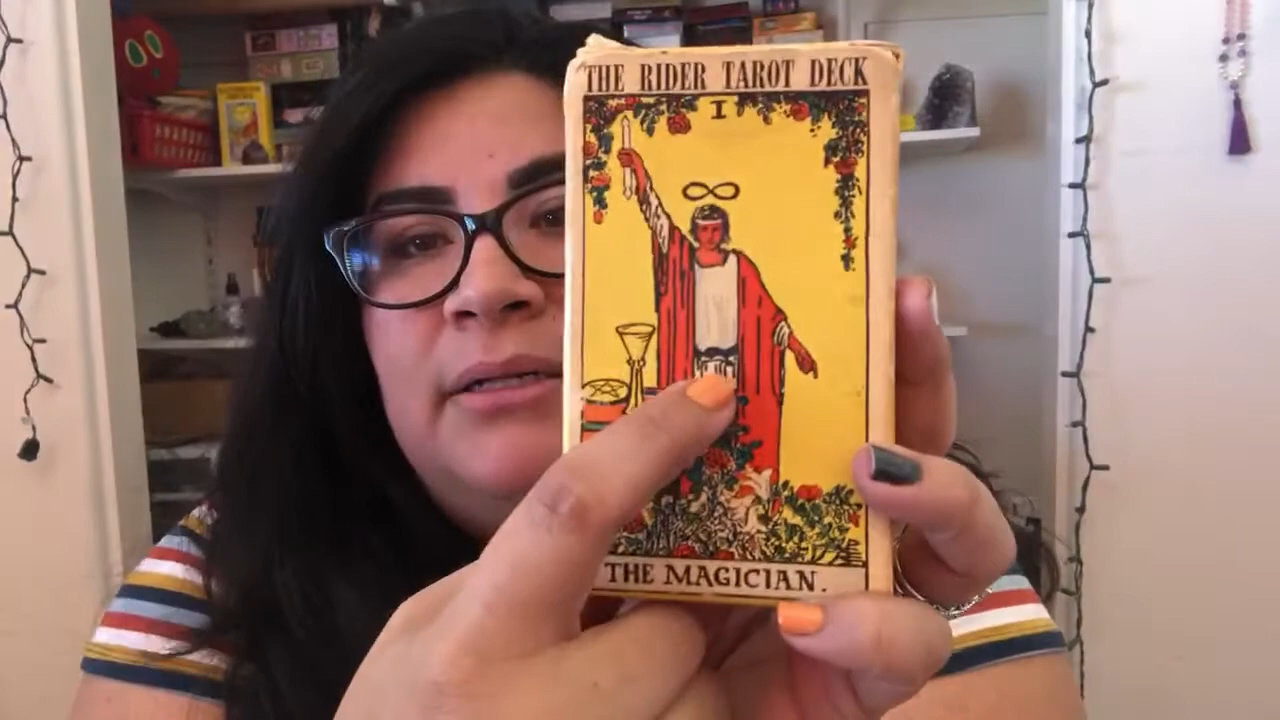 THE RIDER TAROT DECK
I
THE MAGICIAN.